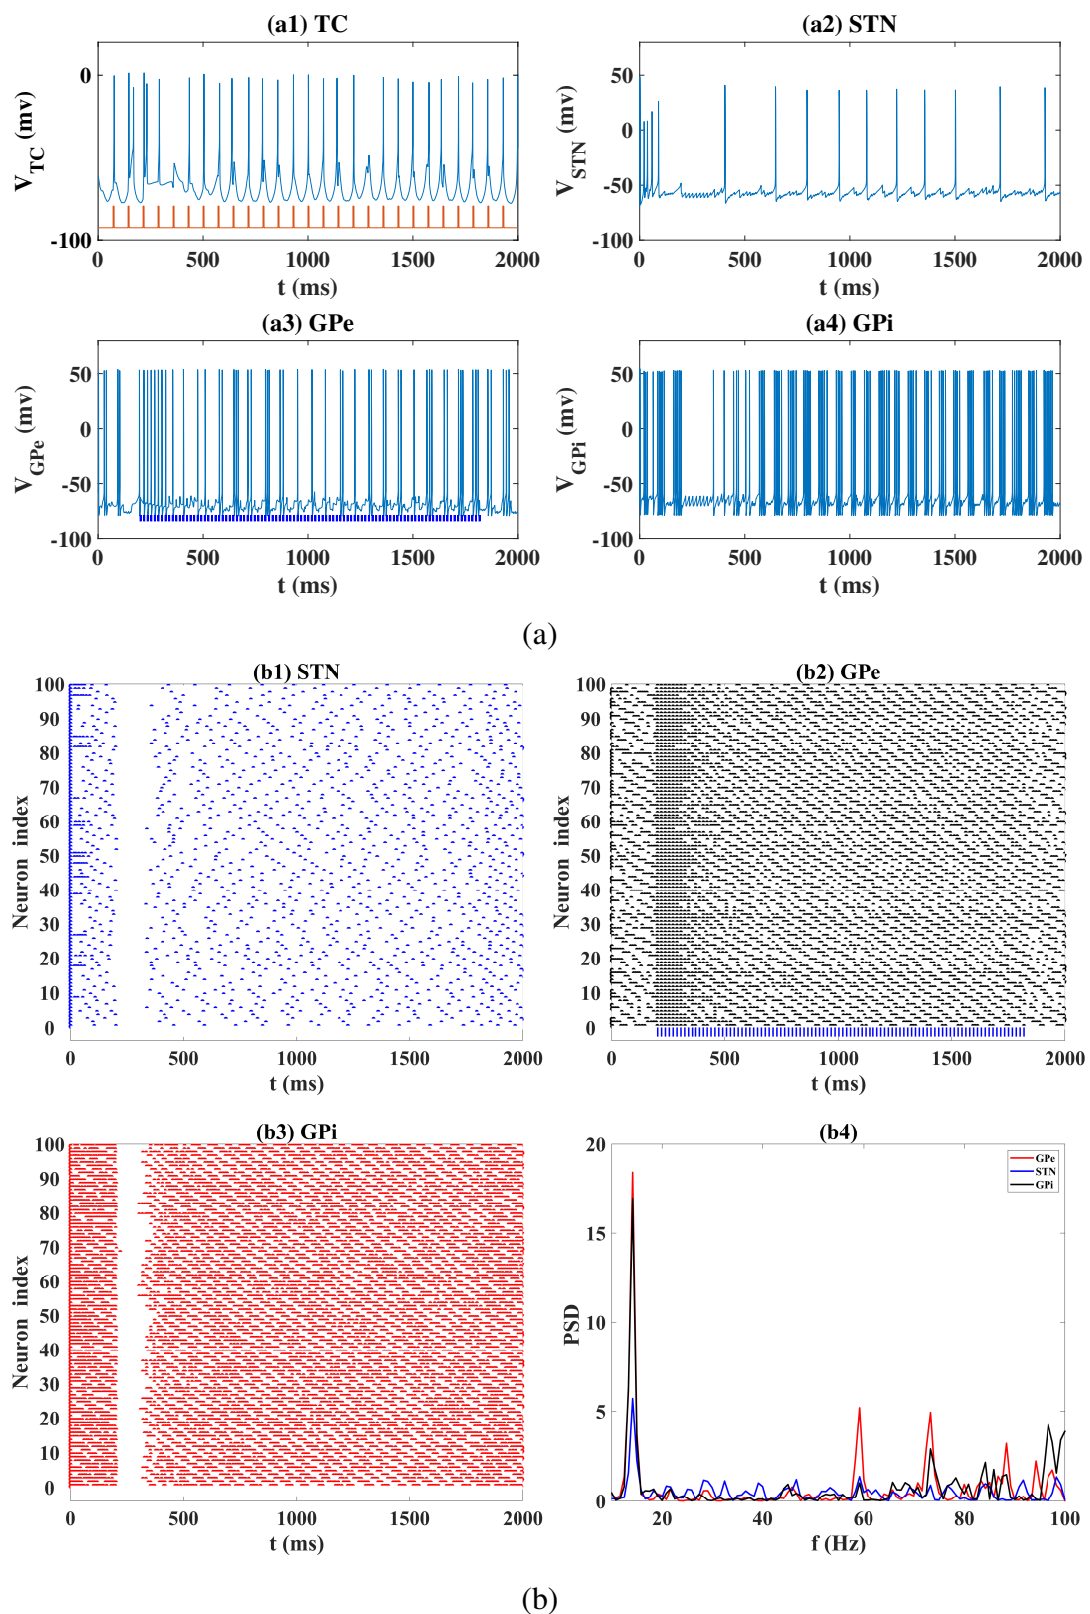 (a1) TC
(a2) STN
0
-100
V_TC (mv)
0 500 1000 1500 2000
t (ms)
50
0
-50
-100
V_STN (mv)
0 500 1000 1500 2000
t (ms)
(a3) GPe
(a4) GPi
50
0
-50
-100
V_GPe (mv)
0 500 1000 1500 2000
t (ms)
50
0
-50
-100
V_GPi (mv)
0 500 1000 1500 2000
t (ms)
(a)
(b1) STN
(b2) GPe
100
90
80
70
60
50
40
30
20
10
0
Neuron index
0 500 1000 1500 2000
t (ms)
100
90
80
70
60
50
40
30
20
10
0
Neuron index
0 500 1000 1500 2000
t (ms)
(b3) GPi
(b4)
100
90
80
70
60
50
40
30
20
10
0
Neuron index
0 500 1000 1500 2000
t (ms)
20
15
10
5
0
PSD
GPe
STN
GPi
20 40 60 80 100
f (Hz)
(b)